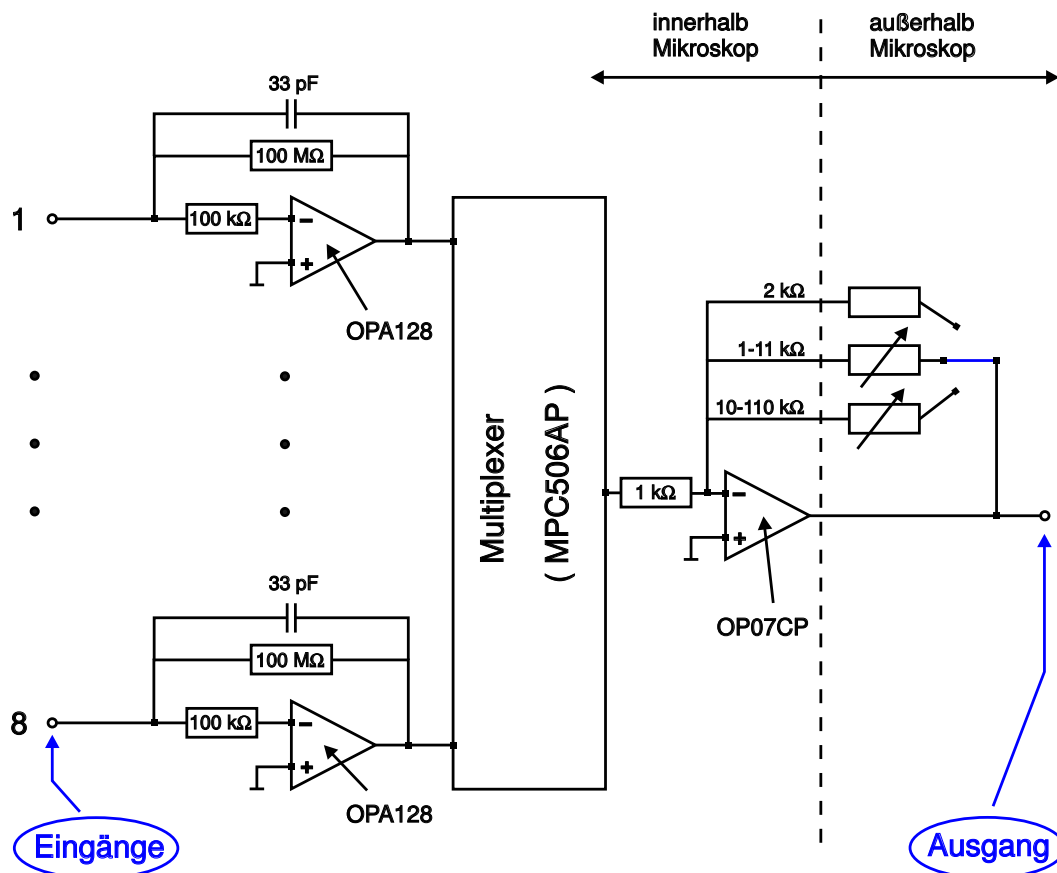 innerhalb
Mikroskop
außerhalb
Mikroskop
33 pF
100 MΩ
1
100 kΩ
OPA128
2 kΩ
1-11 kΩ
10-110 kΩ
Multiplexer
( MPC506AP )
1 kΩ
OP07CP
33 pF
100 MΩ
8
100 kΩ
OPA128
Eingänge
Ausgang